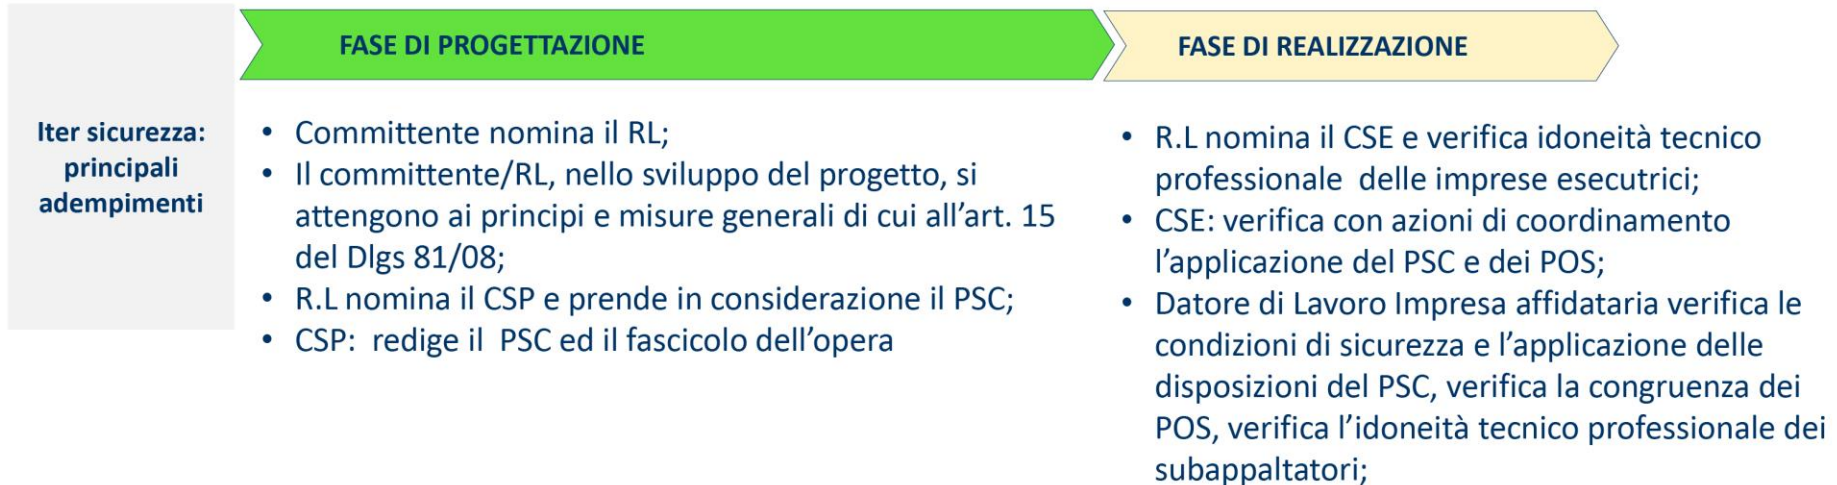 FASE DI PROGETTAZIONE
FASE DI REALIZZAZIONE
Iter sicurezza:
principali
adempimenti
• Committente nomina il RL;
• Il committente/RL, nello sviluppo del progetto, si
attengono ai principi e misure generali di cui all’art. 15
del Dlgs 81/08;
• R.L nomina il CSP e prende in considerazione il PSC;
• CSP: redige il PSC ed il fascicolo dell’opera
• R.L nomina il CSE e verifica idoneità tecnico
professionale delle imprese esecutrici;
• CSE: verifica con azioni di coordinamento
l’applicazione del PSC e dei POS;
• Datore di Lavoro Impresa affidataria verifica le
condizioni di sicurezza e l’applicazione delle
disposizioni del PSC, verifica la congruenza dei
POS, verifica l’idoneità tecnico professionale dei
subappaltatori;